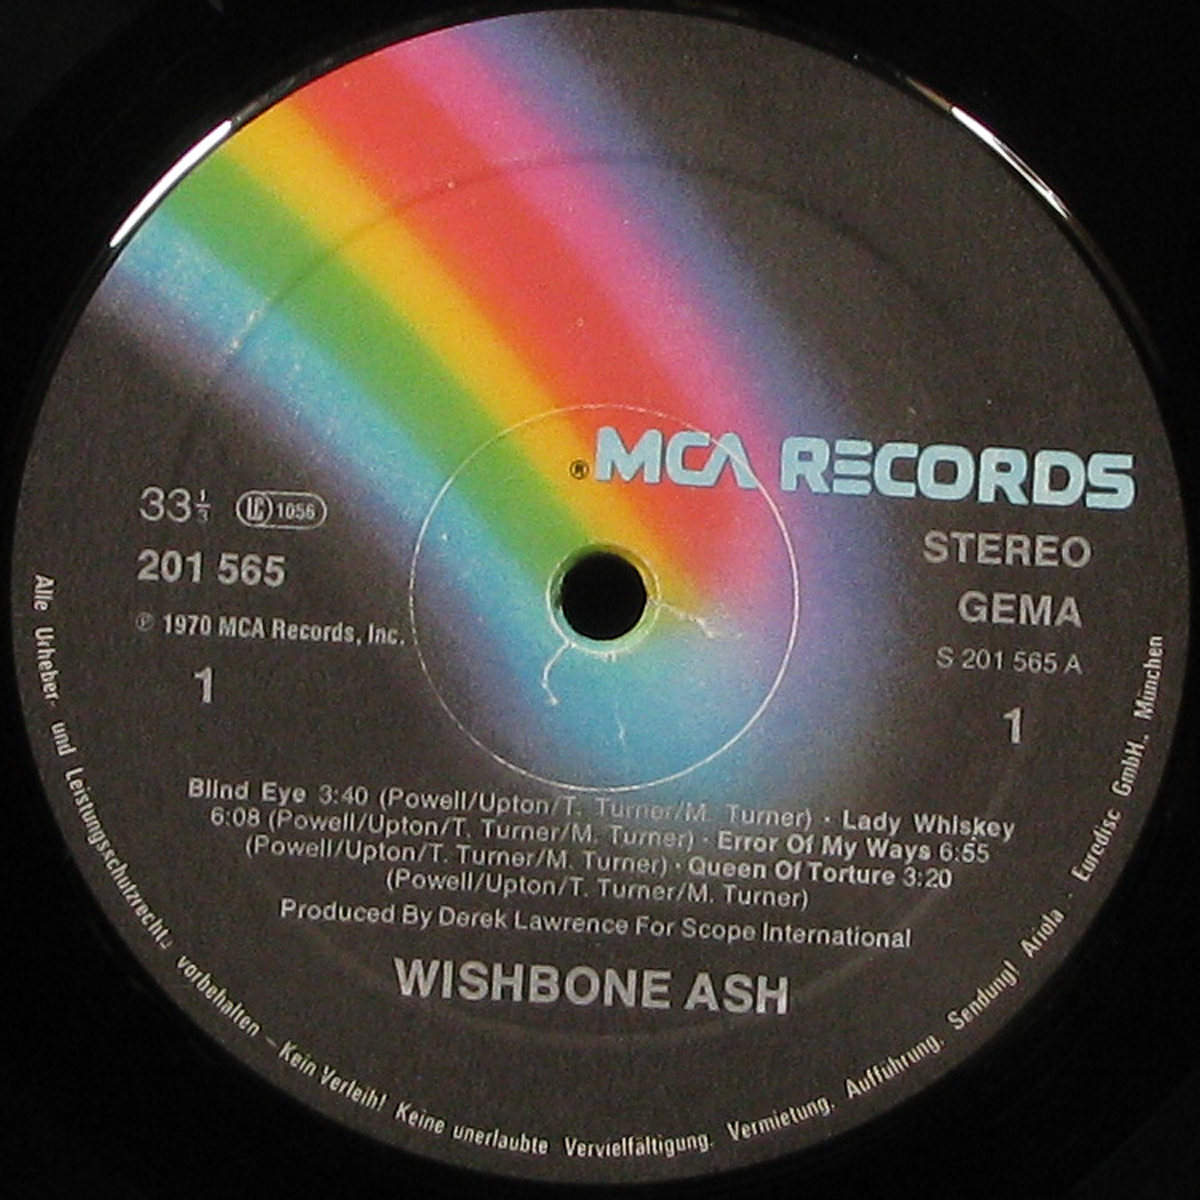 ® MCA RECORDS
33⅓ LC 1056
STEREO
201 565
GEMA
℗ 1970 MCA Records, Inc.
S 201 565 A
1
1
Blind Eye 3:40 (Powell/Upton/T. Turner/M. Turner) · Lady Whiskey
6:08 (Powell/Upton/T. Turner/M. Turner) · Error Of My Ways 6:55
(Powell/Upton/T. Turner/M. Turner) · Queen Of Torture 3:20
(Powell/Upton/T. Turner/M. Turner)
Produced By Derek Lawrence For Scope International
WISHBONE ASH
Alle Urheber- und Leistungsschutzrechte vorbehalten – Kein Verleih! Keine unerlaubte Vervielfältigung. Vermietung. Aufführung. Sendung! Ariola · Eurodisc GmbH., München